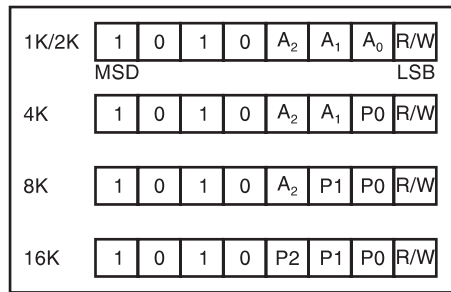 1K/2K 1 0 1 0 A₂ A₁ A₀ R/W
MSD LSB
4K 1 0 1 0 A₂ A₁ P0 R/W
8K 1 0 1 0 A₂ P1 P0 R/W
16K 1 0 1 0 P2 P1 P0 R/W